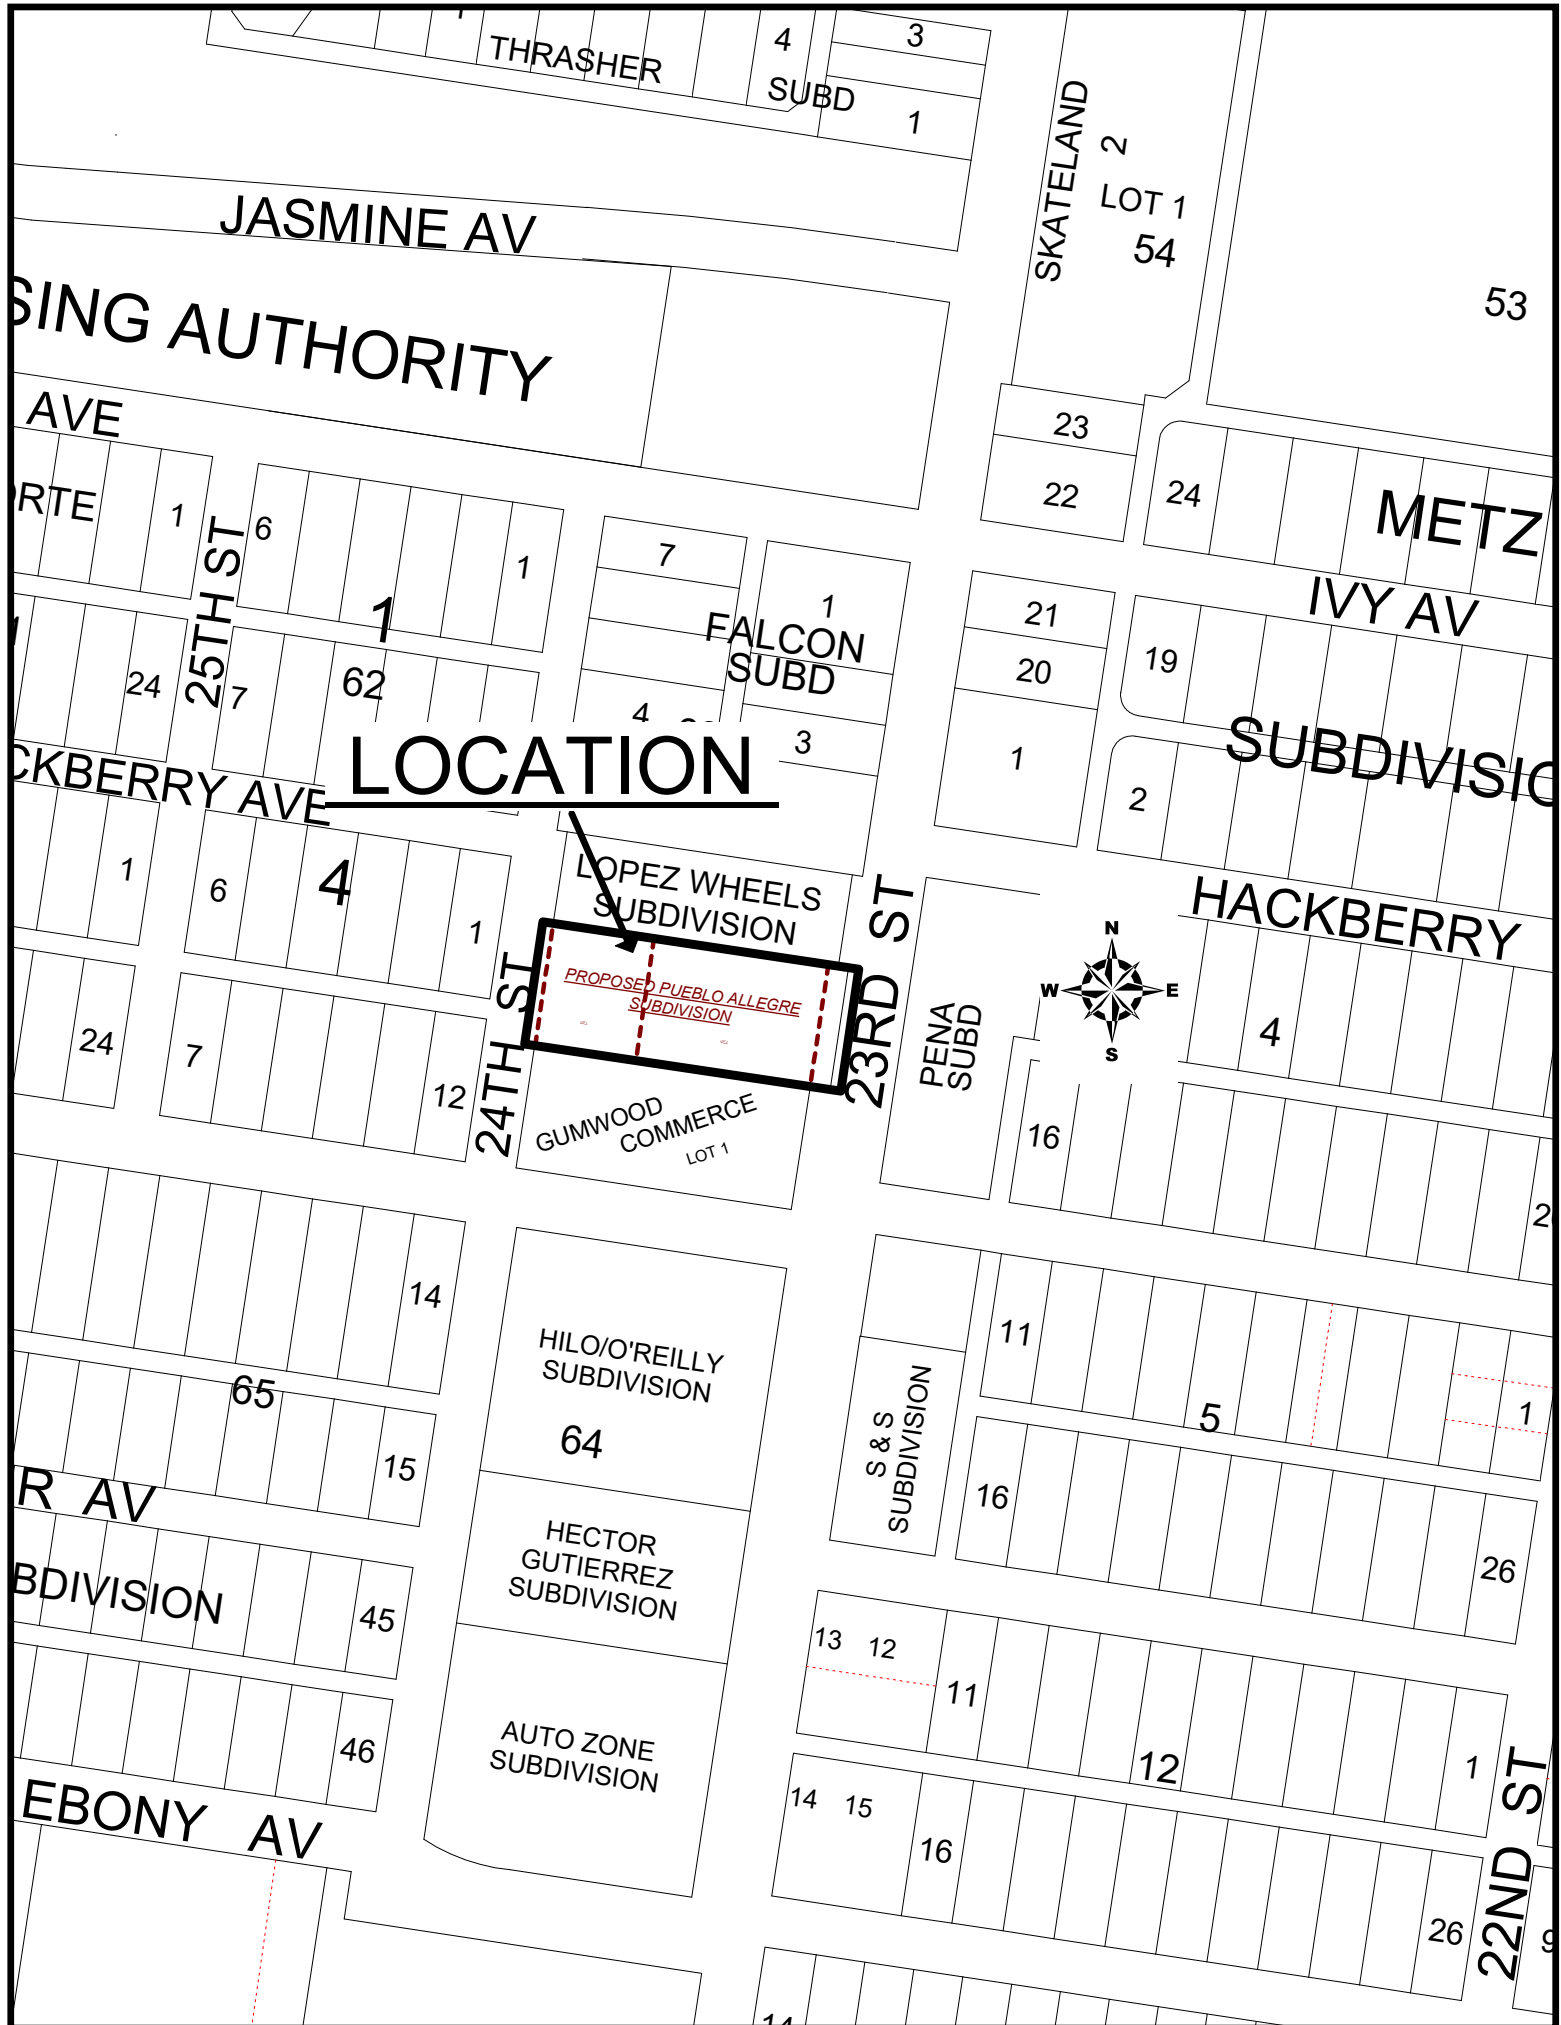 THRASHER
SUBD
4
3
1
SKATELAND
2
LOT 1
54
53
JASMINE AV
SING AUTHORITY
AVE
23
22
24
METZ
IVY AV
RTE
1
25TH ST
6
1
1
62
24
7
7
4
1
FALCON
SUBD
3
21
20
1
19
2
SUBDIVISIO
CKBERRY AVE
LOCATION
LOPEZ WHEELS
SUBDIVISION
1
6
4
1
23RD ST
HACKBERRY
N
W
E
S
PROPOSED PUEBLO ALLEGRE
SUBDIVISION
24TH ST
PENA
SUBD
4
24
7
12
16
GUMWOOD
COMMERCE
LOT 1
2
14
HILO/O'REILLY
SUBDIVISION
64
11
5
1
S & S
SUBDIVISION
65
15
16
26
R AV
HECTOR
GUTIERREZ
SUBDIVISION
BDIVISION
45
13
12
11
12
1
46
AUTO ZONE
SUBDIVISION
14
15
16
26
22ND ST
9
EBONY AV
14